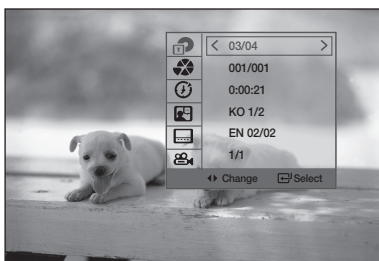 < 03/04 >
001/001
0:00:21
KO 1/2
EN 02/02
1/1
Change Select